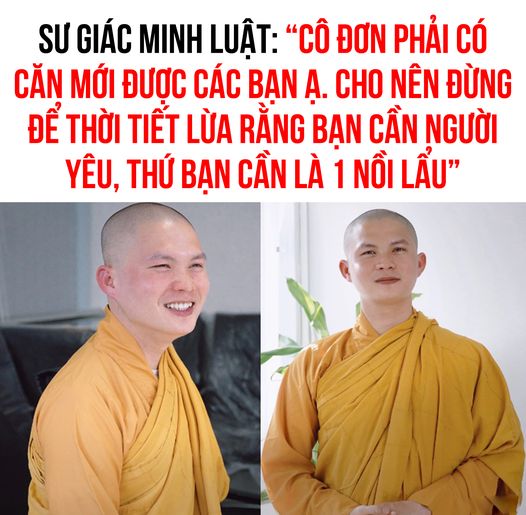 SƯ GIÁC MINH LUẬT: “CÔ ĐƠN PHẢI CÓ
CĂN MỚI ĐƯỢC CÁC BẠN Ạ. CHO NÊN ĐỪNG
ĐỂ THỜI TIẾT LỪA RẰNG BẠN CẦN NGƯỜI
YÊU, THỨ BẠN CẦN LÀ 1 NỒI LẨU”